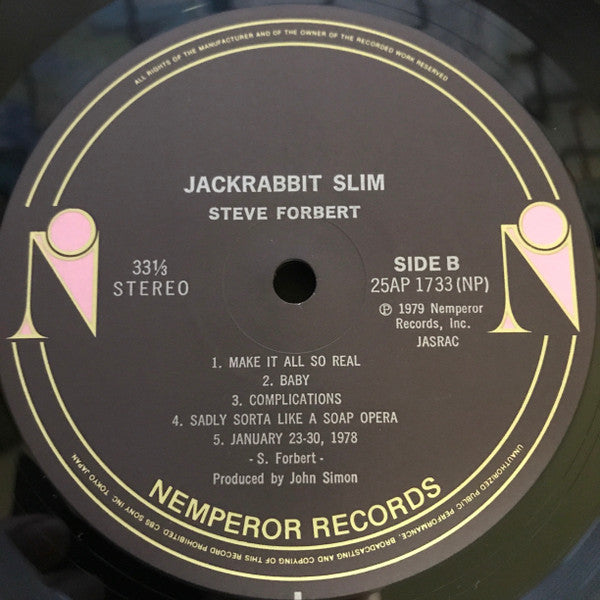 ALL RIGHTS OF THE MANUFACTURER AND OF THE OWNER OF THE RECORDED WORK RESERVED
JACKRABBIT SLIM
STEVE FORBERT
33⅓
STEREO
SIDE B
25AP 1733(NP)
Ⓟ 1979 Nemperor
Records, Inc.
JASRAC
1. MAKE IT ALL SO REAL
2. BABY
3. COMPLICATIONS
4. SADLY SORTA LIKE A SOAP OPERA
5. JANUARY 23-30, 1978
- S. Forbert -
Produced by John Simon
NEMPEROR RECORDS
UNAUTHORIZED PUBLIC PERFORMANCE, BROADCASTING AND COPYING OF THIS RECORD PROHIBITED CBS SONY INC. TOKYO JAPAN